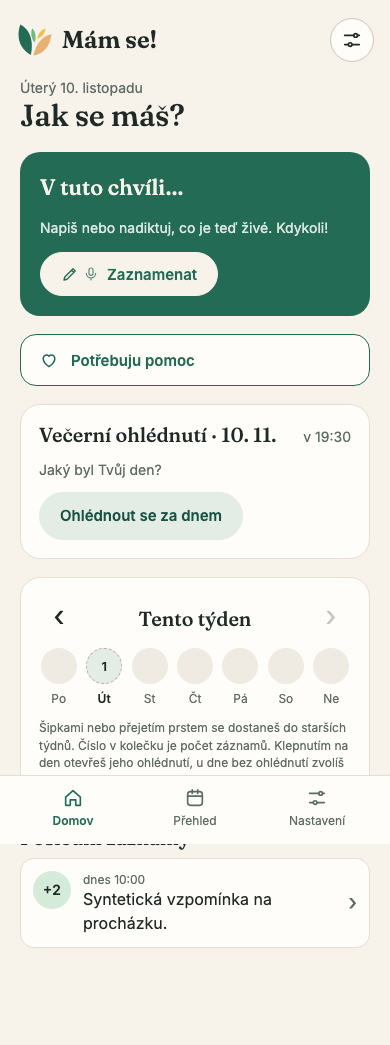 Mám se!
Úterý 10. listopadu
Jak se máš?
V tuto chvíli…
Napiš nebo nadiktuj, co je teď živé. Kdykoli!
Zaznamenat
Potřebuju pomoc
Večerní ohlédnutí · 10. 11.
v 19:30
Jaký byl Tvůj den?
Ohlédnout se za dnem
Tento týden
1
Po Út St Čt Pá So Ne
Šipkami nebo přejetím prstem se dostaneš do starších
týdnů. Číslo v kolečku je počet záznamů. Klepnutím na
den otevřeš jeho ohlédnutí, u dne bez ohlédnutí zvolíš
Domov Přehled Nastavení
+2
dnes 10:00
Syntetická vzpomínka na
procházku.